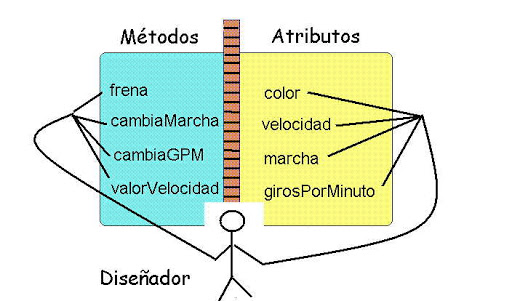 Métodos
Atributos
frena
cambiaMarcha
cambiaGPM
valorVelocidad
color
velocidad
marcha
girosPorMinuto
Diseñador